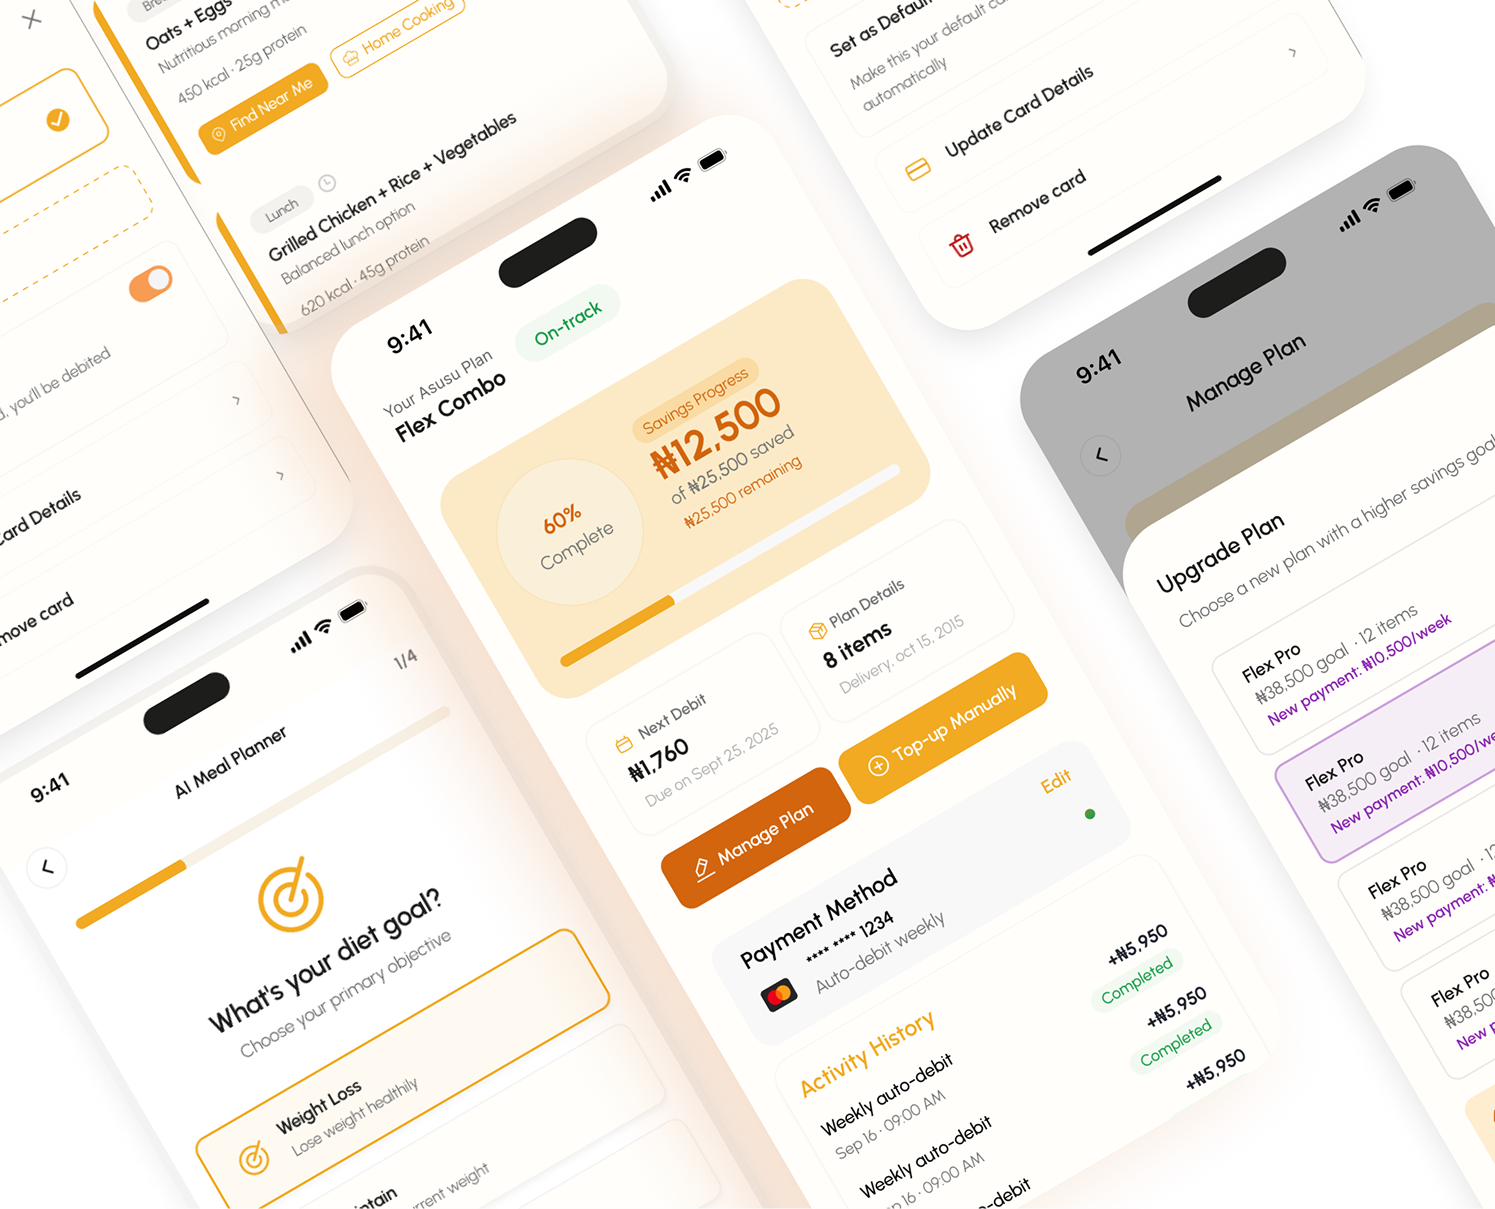 Oats + Eggs
Nutritious morning
450 kcal · 25g protein
Find Near Me
Home Cooking
Lunch
Grilled Chicken + Rice + Vegetables
Balanced lunch option
620 kcal · 45g protein
Set as Default
Make this your default
automatically
Update Card Details
Remove card
you'll be debited
Card Details
move card
9:41
Your Asusu Plan
Flex Combo
On-track
Savings Progress
₦12,500
of ₦25,500 saved
₦25,500 remaining
60%
Complete
Next Debit
₦1,760
Due on Sept 25, 2025
Plan Details
8 items
Delivery, oct 15, 2015
Manage Plan
Top-up Manually
Payment Method
Edit
**** **** 1234
Auto-debit weekly
Activity History
Weekly auto-debit
Sep 16 · 09:00 AM
+₦5,950
Completed
Weekly auto-debit
16 · 09:00 AM
+₦5,950
Completed
-debit
+₦5,950
9:41
AI Meal Planner
1/4
What's your diet goal?
Choose your primary objective
Weight Loss
Lose weight healthily
ntain
rrent weight
9:41
Manage Plan
Upgrade Plan
Choose a new plan with a higher savings goal
Flex Pro
₦38,500 goal · 12 items
New payment: ₦10,500/week
Flex Pro
₦38,500 goal · 12 items
New payment: ₦10,500/we
Flex Pro
₦38,500 goal · 12
New payment: ₦
Flex Pro
₦38,500
New